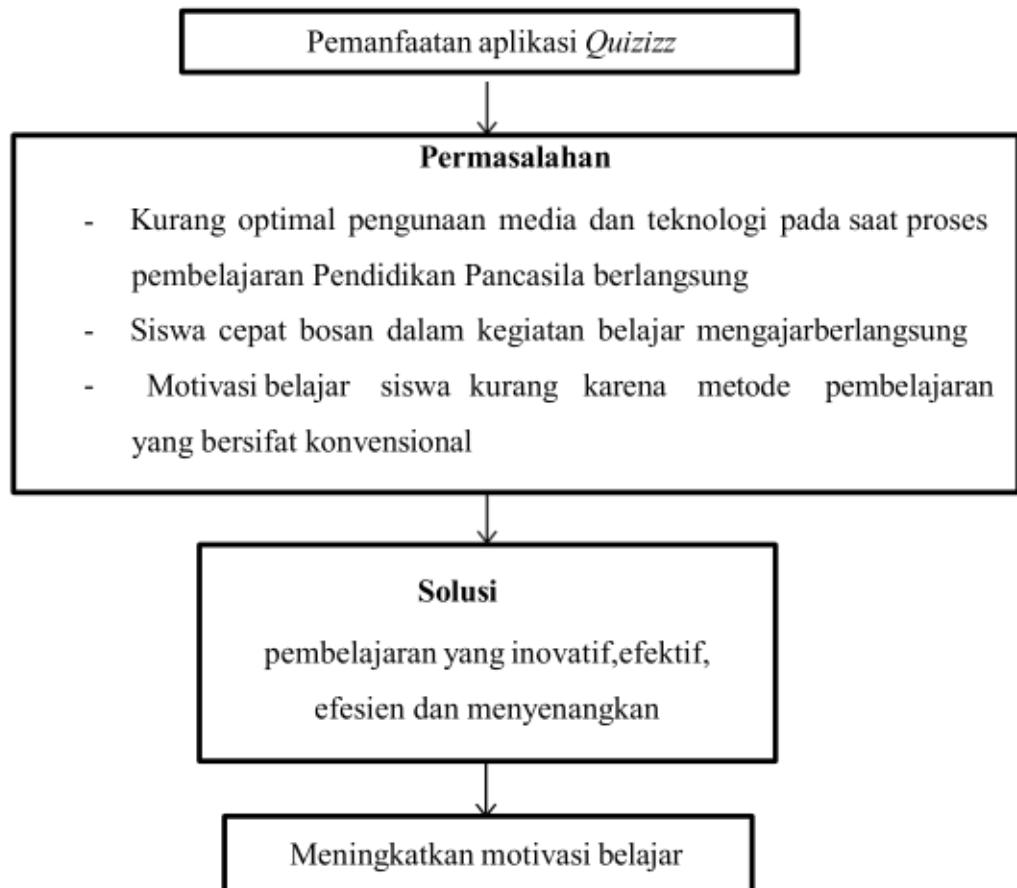 Pemanfaatan aplikasi Quizizz
Permasalahan
- Kurang optimal pengunaan media dan teknologi pada saat proses
pembelajaran Pendidikan Pancasila berlangsung
- Siswa cepat bosan dalam kegiatan belajar mengajarberlangsung
- Motivasi belajar siswa kurang karena metode pembelajaran
yang bersifat konvensional
Solusi
pembelajaran yang inovatif,efektif,
efesien dan menyenangkan
Meningkatkan motivasi belajar